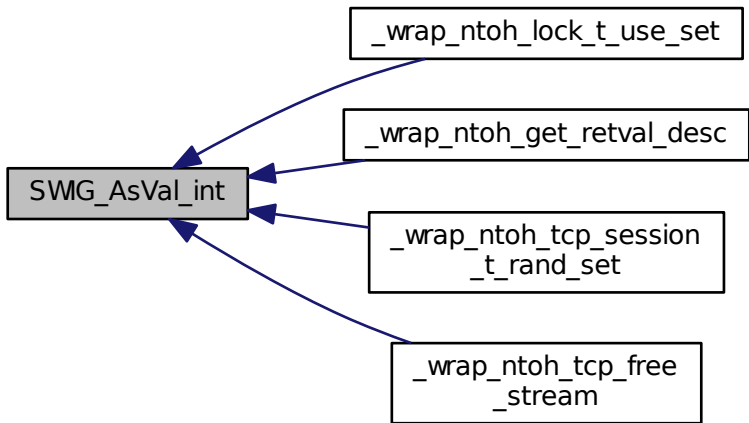 _wrap_ntoh_lock_t_use_set
_wrap_ntoh_get_retval_desc
SWIG_AsVal_int
_wrap_ntoh_tcp_session
_t_rand_set
_wrap_ntoh_tcp_free
_stream